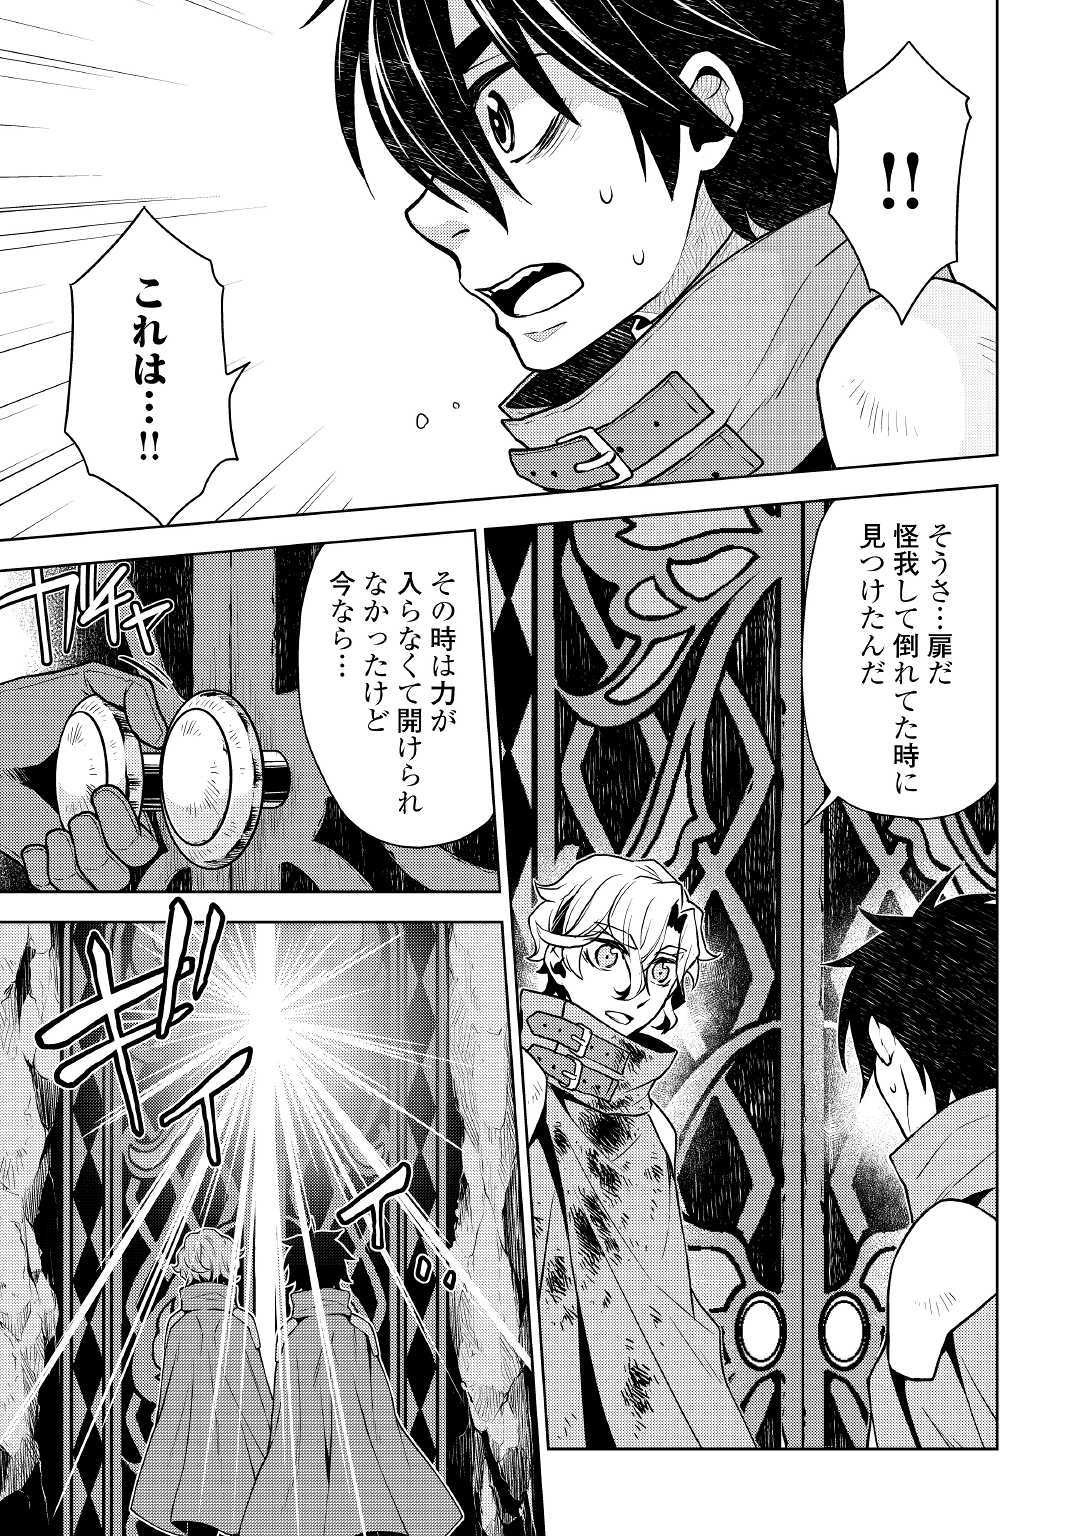 !!
これは…!!
そうさ…扉だ
怪我して倒れてた時に
見つけたんだ
その時は力が
入らなくて開けられ
なかったけど
今なら…
ガチャ
ギイィ…